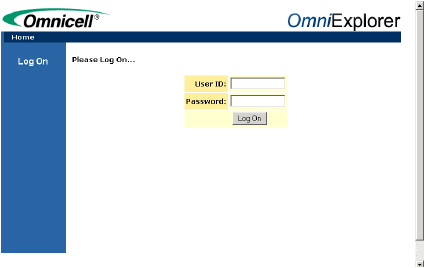 Omnicell®
OmniExplorer
Home
Log On
Please Log On...
User ID:
Password:
Log On